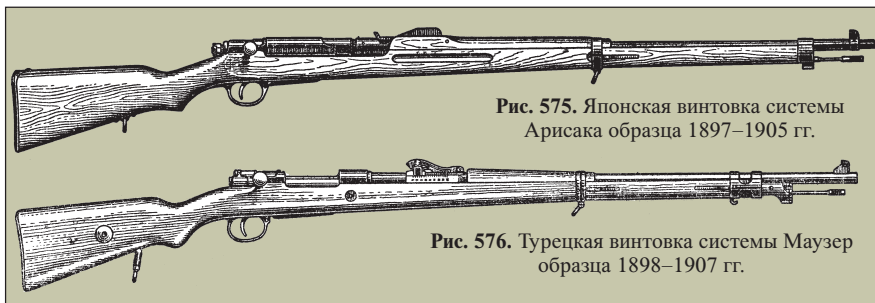 Рис. 575. Японская винтовка системы
Арисака образца 1897–1905 гг.
Рис. 576. Турецкая винтовка системы Маузер
образца 1898–1907 гг.